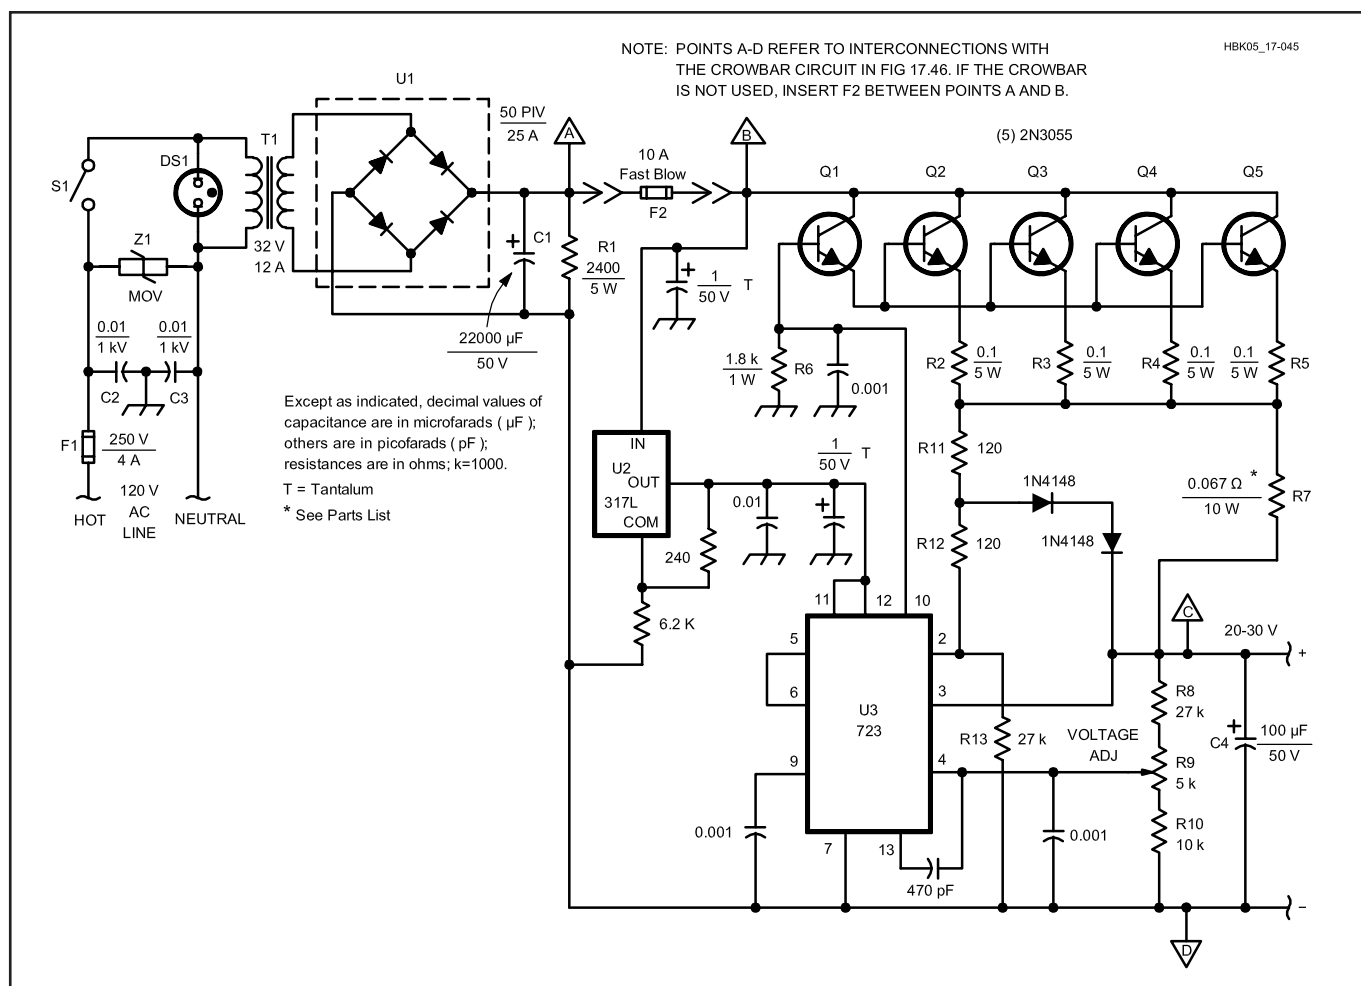 NOTE: POINTS A-D REFER TO INTERCONNECTIONS WITH
THE CROWBAR CIRCUIT IN FIG 17.46. IF THE CROWBAR
IS NOT USED, INSERT F2 BETWEEN POINTS A AND B.
HBK05_17-045
U1
50 PIV
25 A
A
B
(5) 2N3055
T1
DS1
S1
10 A
Fast Blow
F2
Q1
Q2
Q3
Q4
Q5
Z1
MOV
32 V
12 A
C1
R1
2400
5 W
1
50 V
T
0.01
1 kV
0.01
1 kV
C2
C3
22000 µF
50 V
1.8 k
1 W
R6
0.001
R2
0.1
5 W
R3
0.1
5 W
R4
0.1
5 W
0.1
5 W
R5
Except as indicated, decimal values of
capacitance are in microfarads ( µF );
others are in picofarads ( pF );
resistances are in ohms; k=1000.
T = Tantalum
* See Parts List
F1
250 V
4 A
HOT
120 V
AC
LINE
NEUTRAL
IN
U2
OUT
317L
COM
240
6.2 K
0.01
1
50 V
T
R11
120
1N4148
1N4148
R12
120
0.067 Ω *
10 W
R7
11
12
10
5
6
9
7
13
2
3
4
U3
723
C
20-30 V
+
R8
27 k
R13
27 k
VOLTAGE
ADJ
R9
5 k
C4
100 µF
50 V
R10
10 k
0.001
0.001
470 pF
–
D